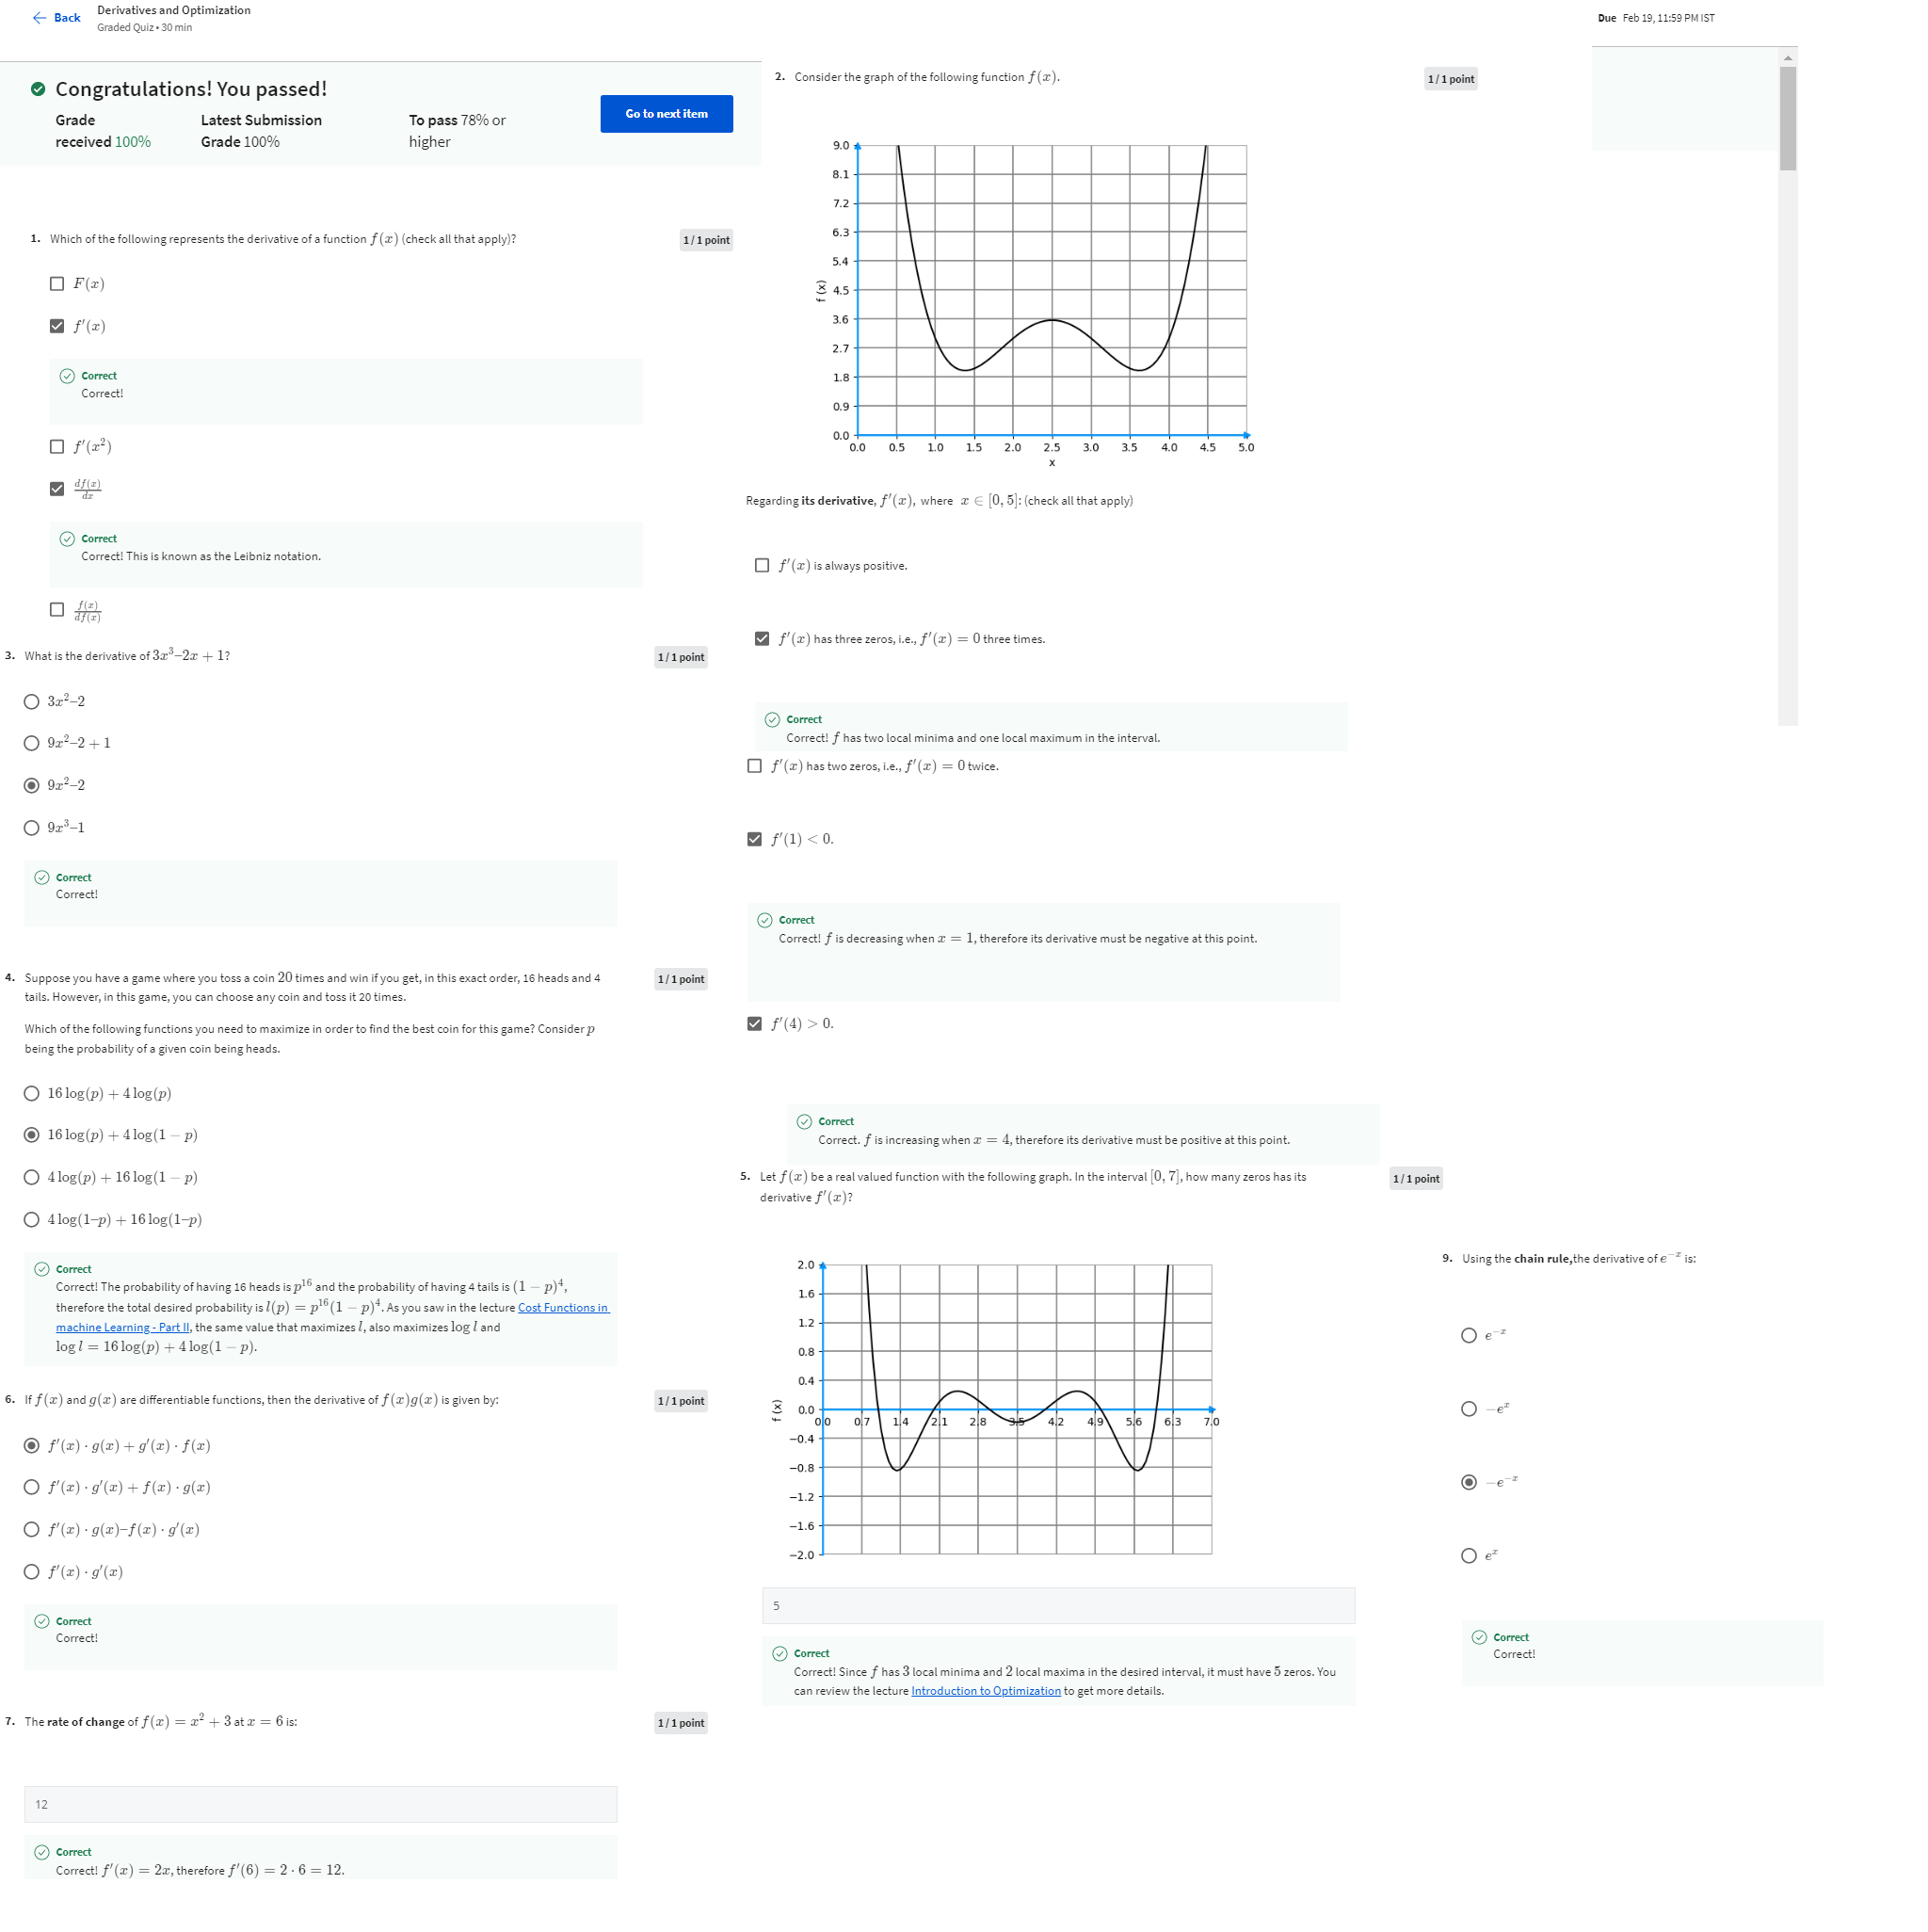 Back
Derivatives and Optimization
Graded Quiz • 30 min
Due Feb 19, 11:59 PM IST
Congratulations! You passed!
Grade received 100%
Latest Submission Grade 100%
To pass 78% or higher
Go to next item
1. Which of the following represents the derivative of a function f(x) (check all that apply)?
1 / 1 point
F(x)
f′(x)
Correct
Correct!
f′(x²)
df(x)/dx
Correct
Correct! This is known as the Leibniz notation.
f(x)/df(x)
2. Consider the graph of the following function f(x).
1 / 1 point
9.0
8.1
7.2
6.3
5.4
4.5
3.6
2.7
1.8
0.9
0.0
f (x)
0.0 0.5 1.0 1.5 2.0 2.5 3.0 3.5 4.0 4.5 5.0
x
Regarding its derivative, f′(x), where x ∈ [0, 5]: (check all that apply)
f′(x) is always positive.
f′(x) has three zeros, i.e., f′(x) = 0 three times.
Correct
Correct! f has two local minima and one local maximum in the interval.
f′(x) has two zeros, i.e., f′(x) = 0 twice.
f′(1) < 0.
Correct
Correct! f is decreasing when x = 1, therefore its derivative must be negative at this point.
f′(4) > 0.
Correct
Correct. f is increasing when x = 4, therefore its derivative must be positive at this point.
3. What is the derivative of 3x³–2x + 1?
1 / 1 point
3x²–2
9x²–2 + 1
9x²–2
9x³–1
Correct
Correct!
4. Suppose you have a game where you toss a coin 20 times and win if you get, in this exact order, 16 heads and 4
tails. However, in this game, you can choose any coin and toss it 20 times.
1 / 1 point
Which of the following functions you need to maximize in order to find the best coin for this game? Consider p
being the probability of a given coin being heads.
16 log(p) + 4 log(p)
16 log(p) + 4 log(1 − p)
4 log(p) + 16 log(1 − p)
4 log(1–p) + 16 log(1–p)
Correct
Correct! The probability of having 16 heads is p¹⁶ and the probability of having 4 tails is (1 − p)⁴,
therefore the total desired probability is l(p) = p¹⁶(1 − p)⁴. As you saw in the lecture Cost Functions in
machine Learning - Part II, the same value that maximizes l, also maximizes log l and
log l = 16 log(p) + 4 log(1 − p).
5. Let f(x) be a real valued function with the following graph. In the interval [0, 7], how many zeros has its
derivative f′(x)?
1 / 1 point
2.0
1.6
1.2
0.8
0.4
0.0
−0.4
−0.8
−1.2
−1.6
−2.0
f (x)
0.0 0.7 1.4 2.1 2.8 3.5 4.2 4.9 5.6 6.3 7.0
5
Correct
Correct! Since f has 3 local minima and 2 local maxima in the desired interval, it must have 5 zeros. You
can review the lecture Introduction to Optimization to get more details.
6. If f(x) and g(x) are differentiable functions, then the derivative of f(x)g(x) is given by:
1 / 1 point
f′(x) · g(x) + g′(x) · f(x)
f′(x) · g′(x) + f(x) · g(x)
f′(x) · g(x)–f(x) · g′(x)
f′(x) · g′(x)
Correct
Correct!
7. The rate of change of f(x) = x² + 3 at x = 6 is:
1 / 1 point
12
Correct
Correct! f′(x) = 2x, therefore f′(6) = 2 · 6 = 12.
9. Using the chain rule,the derivative of e⁻ˣ is:
e⁻ˣ
−eˣ
−e⁻ˣ
eˣ
Correct
Correct!